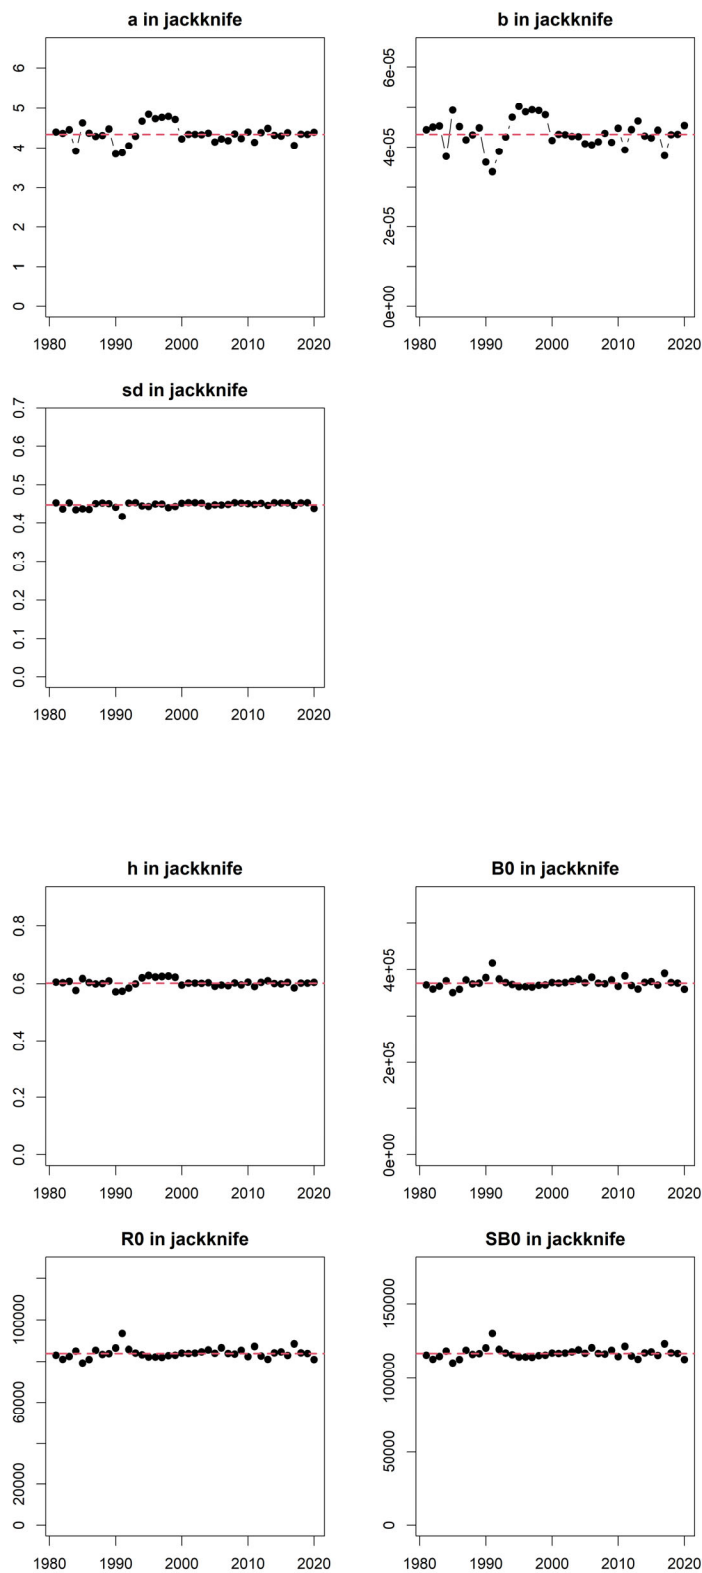 a in jackknife
6
5
4
3
2
1
0
1980 1990 2000 2010 2020
b in jackknife
6e-05
4e-05
2e-05
0e+00
1980 1990 2000 2010 2020
sd in jackknife
0.7
0.6
0.5
0.4
0.3
0.2
0.1
0.0
1980 1990 2000 2010 2020
h in jackknife
0.8
0.6
0.4
0.2
0.0
1980 1990 2000 2010 2020
B0 in jackknife
4e+05
2e+05
0e+00
1980 1990 2000 2010 2020
R0 in jackknife
100000
60000
20000
0
1980 1990 2000 2010 2020
SB0 in jackknife
150000
100000
50000
0
1980 1990 2000 2010 2020